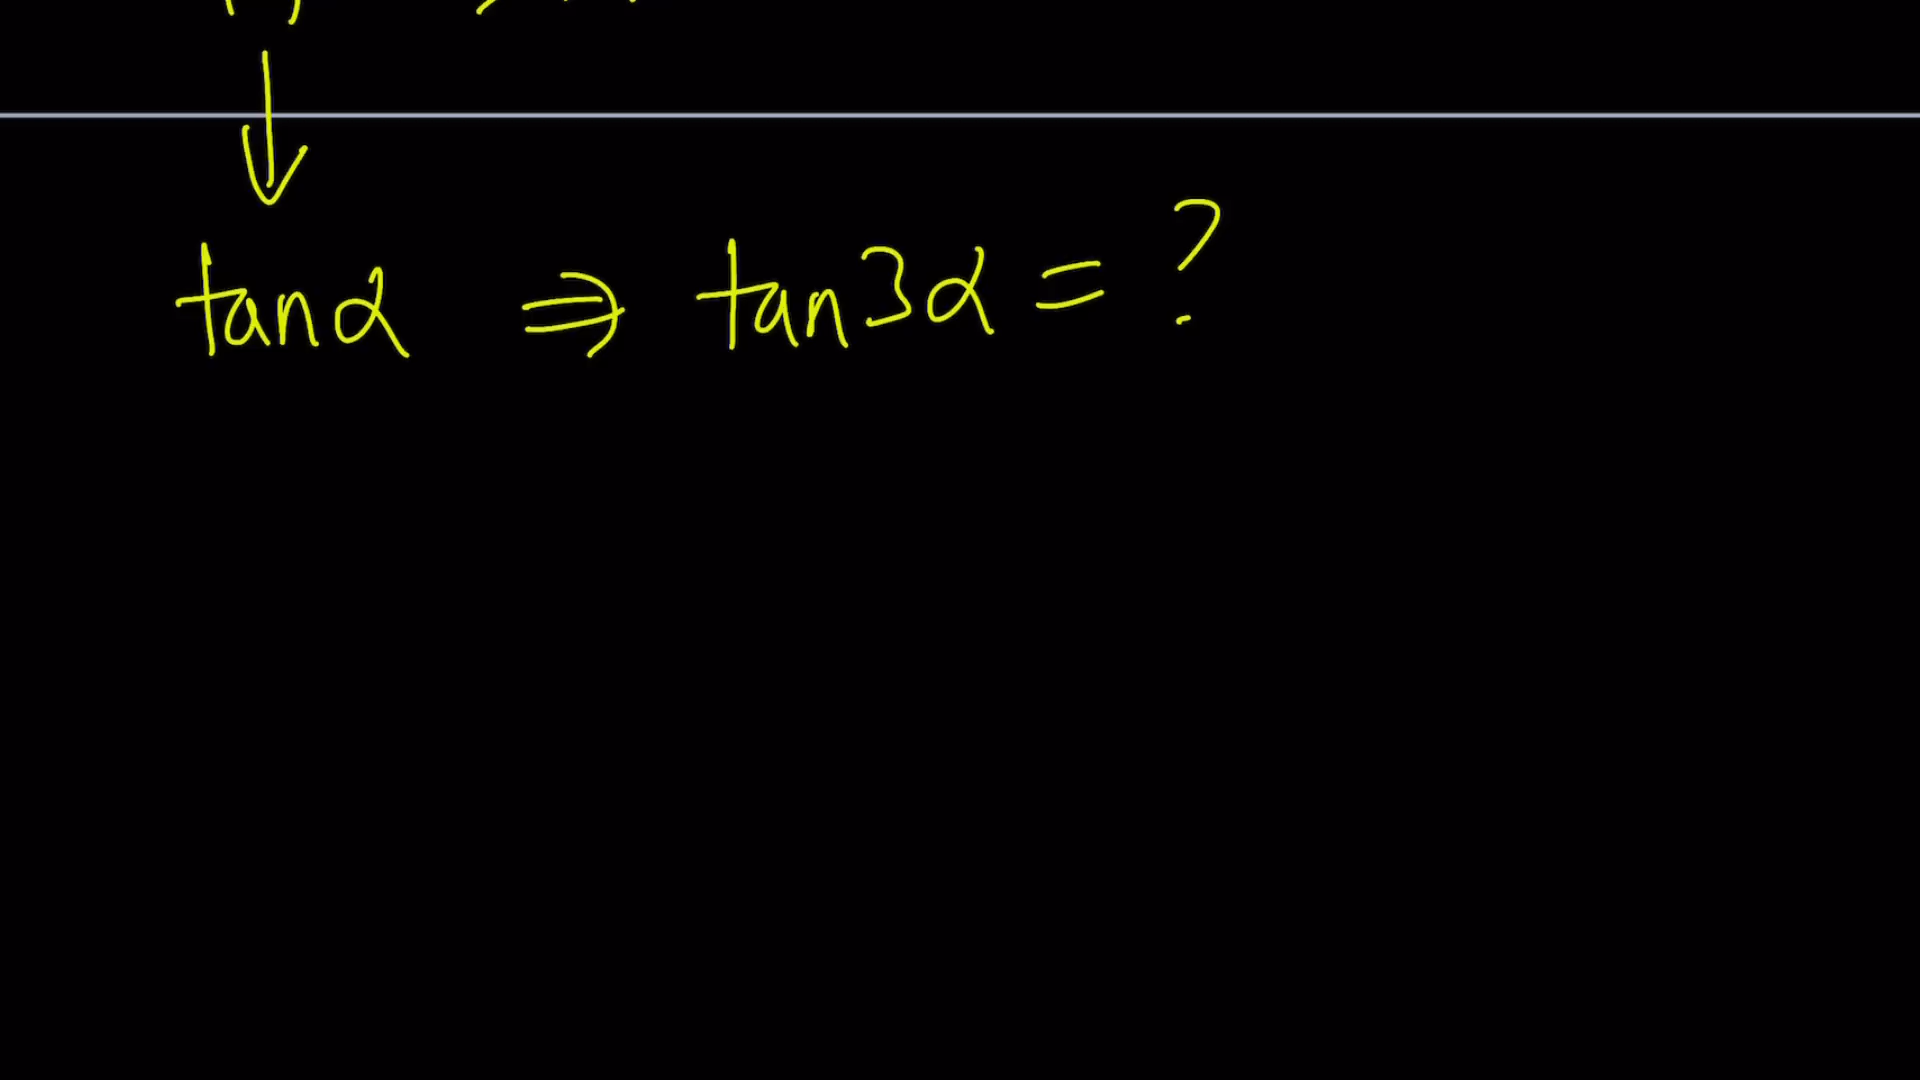 tanα ⇒ tan3α = ?